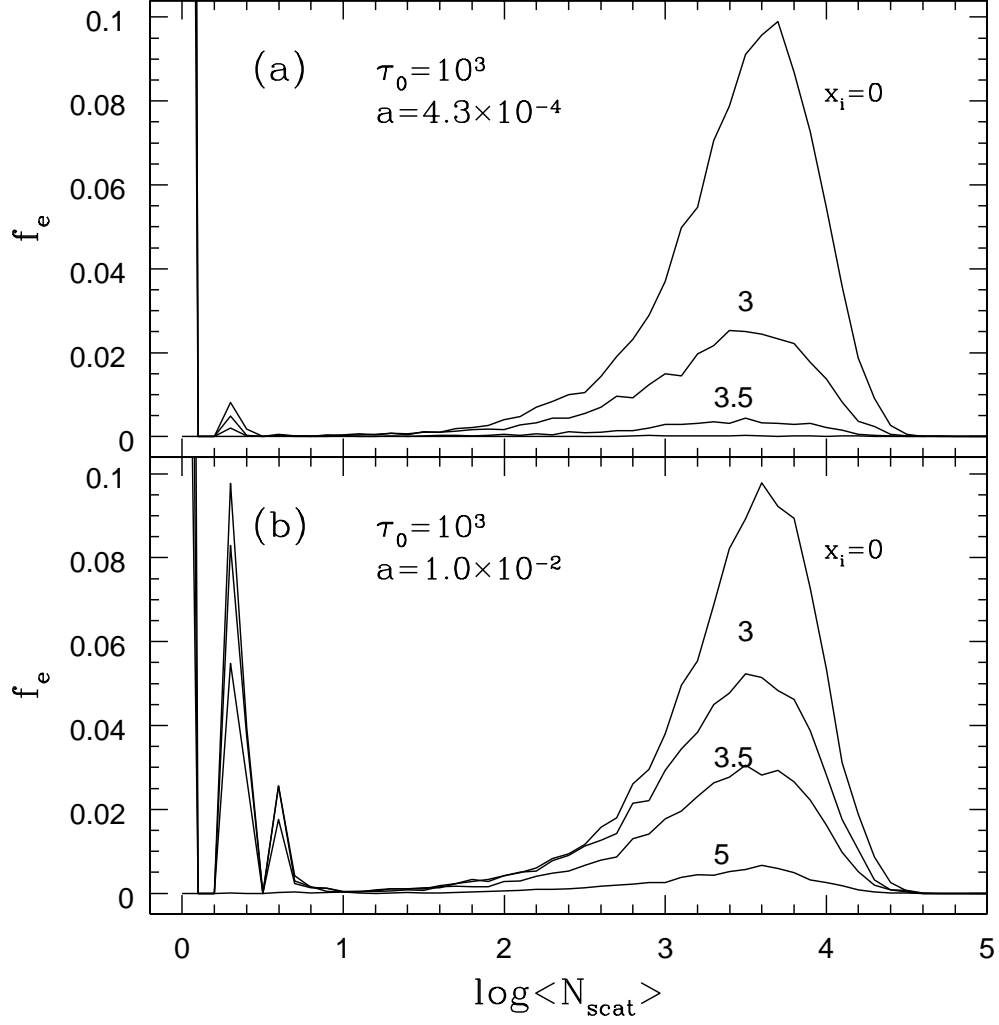 0.1
(a)
τ₀=10³
a=4.3×10⁻⁴
xᵢ=0
0.08
0.06
fₑ
0.04
3
0.02
3.5
0
0.1
(b)
τ₀=10³
a=1.0×10⁻²
xᵢ=0
0.08
0.06
3
fₑ
0.04
3.5
0.02
5
0
0 1 2 3 4 5
log<N_scat>